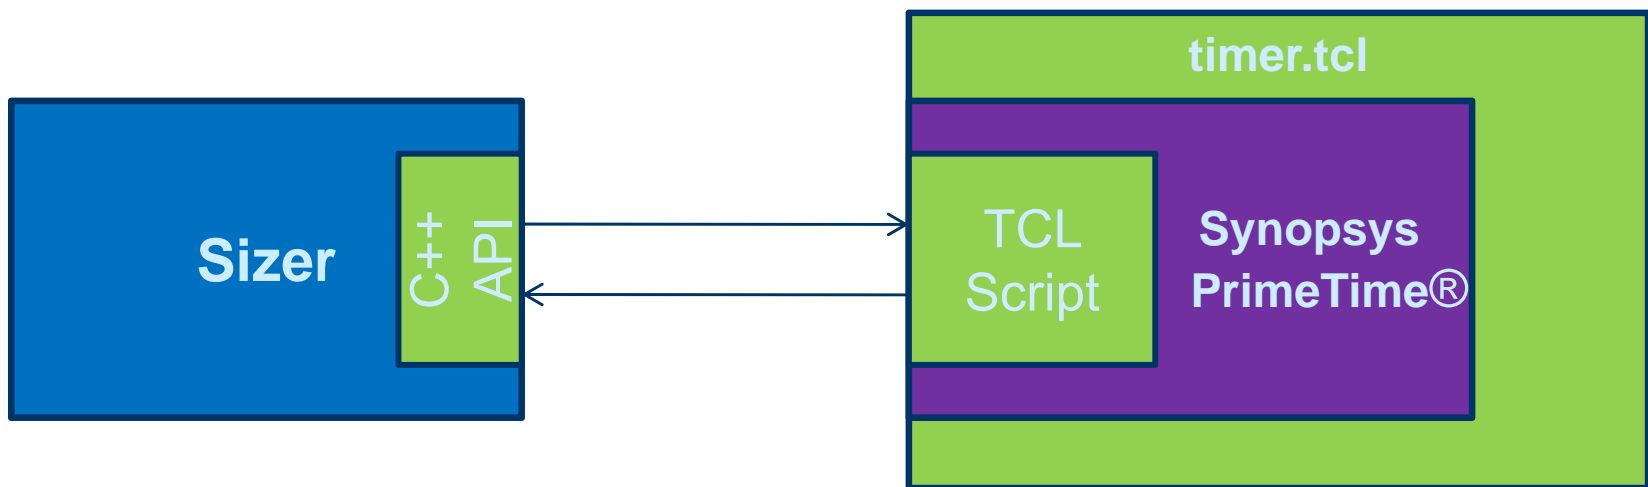 timer.tcl
Sizer
C++
API
TCL
Script
Synopsys
PrimeTime®